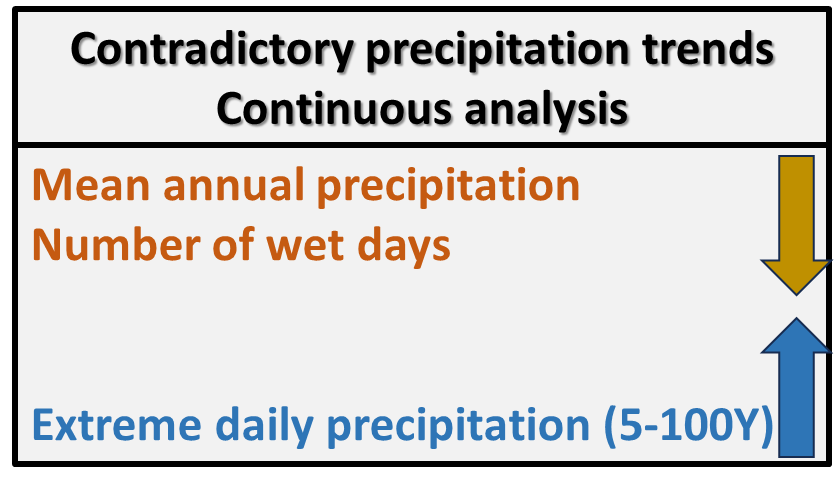 Contradictory precipitation trends
Continuous analysis
Mean annual precipitation
Number of wet days
Extreme daily precipitation (5-100Y)